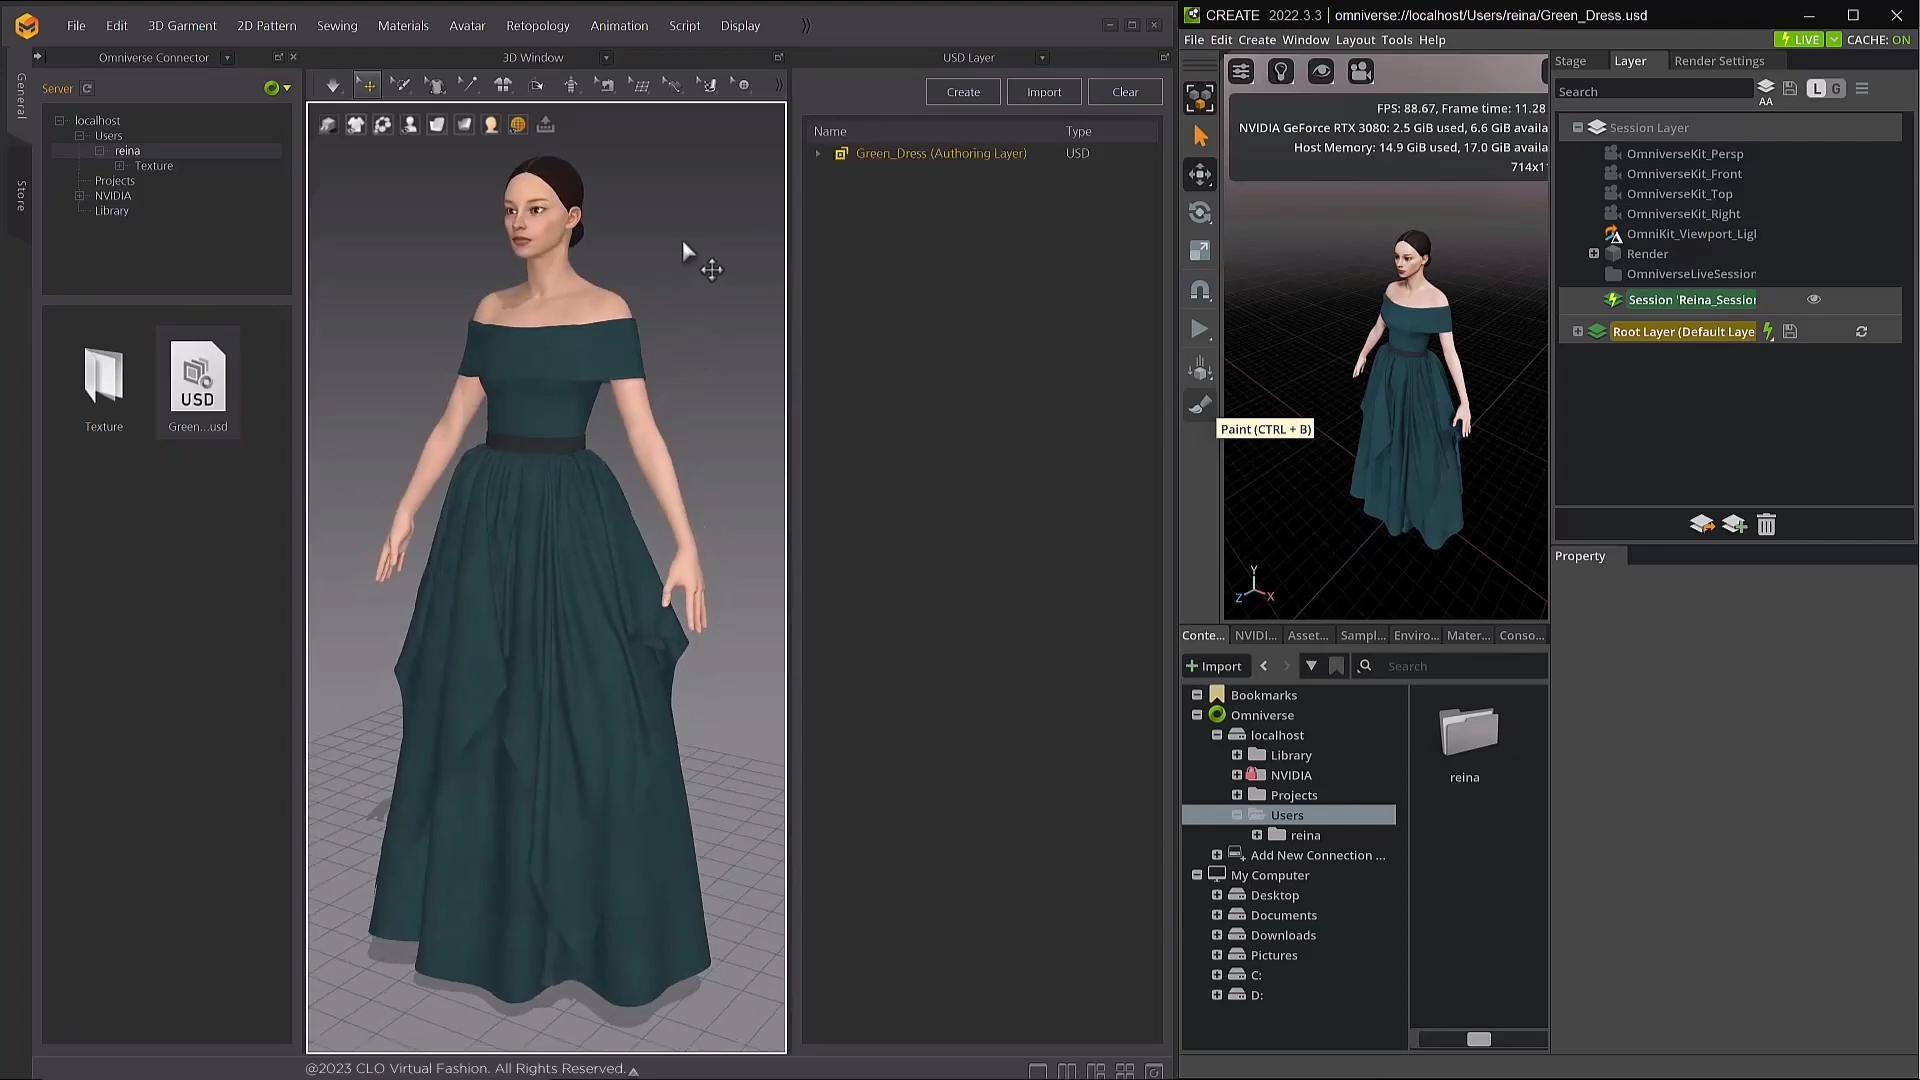 File Edit 3D Garment 2D Pattern Sewing Materials Avatar Retopology Animation Script Display
CREATE 2022.3.3 | omniverse://localhost/Users/reina/Green_Dress.usd
File Edit Create Window Layout Tools Help
LIVE
CACHE: ON
General
Store
Omniverse Connector
3D Window
USD Layer
Server
localhost
Users
reina
Texture
Projects
NVIDIA
Library
Texture
USD
Green...usd
Create
Import
Clear
Name
Type
Green_Dress (Authoring Layer)
USD
@2023 CLO Virtual Fashion. All Rights Reserved.
FPS: 88.67, Frame time: 11.28
NVIDIA GeForce RTX 3080: 2.5 GiB used, 6.6 GiB availa
Host Memory: 14.9 GiB used, 17.0 GiB avail
714x1
Paint (CTRL + B)
Y
Z
X
Stage
Layer
Render Settings
Search
AA
L
G
Session Layer
OmniverseKit_Persp
OmniverseKit_Front
OmniverseKit_Top
OmniverseKit_Right
OmniKit_Viewport_Ligl
Render
OmniverseLiveSession
Session 'Reina_Session
Root Layer (Default Laye
Property
Conte...
NVIDI...
Asset...
Sampl...
Enviro...
Mater...
Conso...
Import
Search
Bookmarks
Omniverse
localhost
Library
NVIDIA
Projects
Users
reina
Add New Connection ...
My Computer
Desktop
Documents
Downloads
Pictures
C:
D:
reina